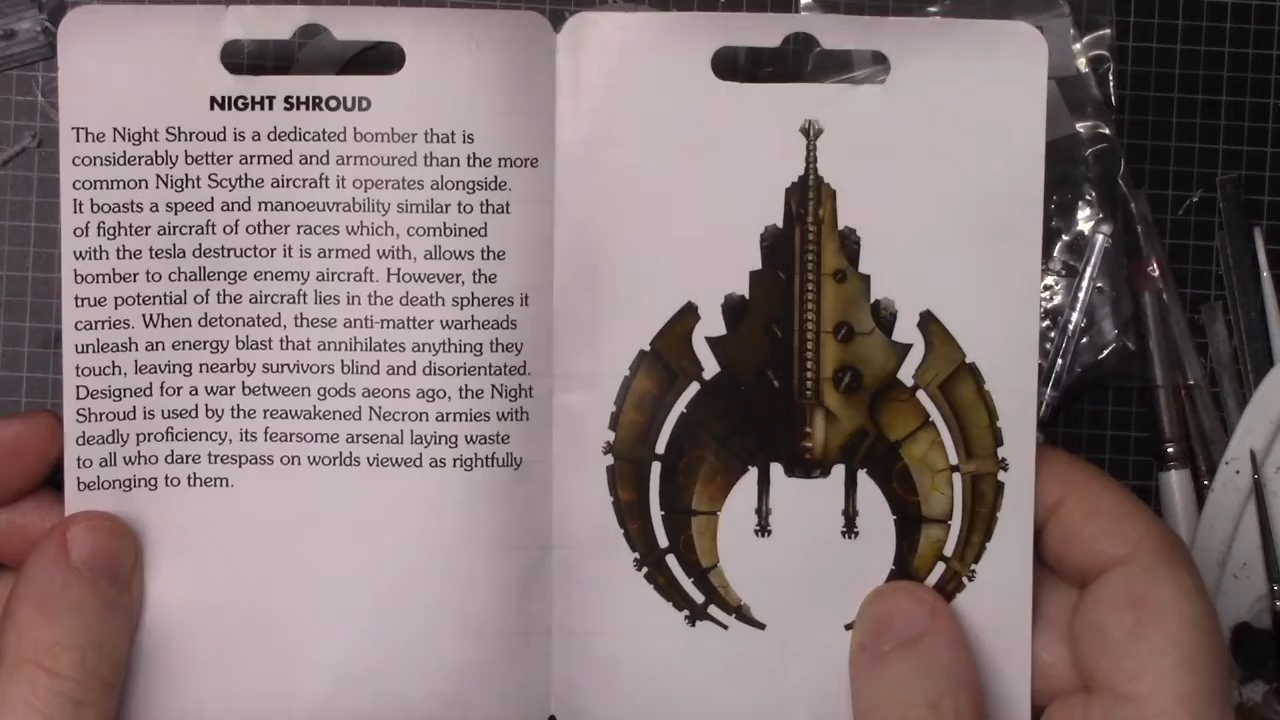 NIGHT SHROUD
The Night Shroud is a dedicated bomber that is
considerably better armed and armoured than the more
common Night Scythe aircraft it operates alongside.
It boasts a speed and manoeuvrability similar to that
of fighter aircraft of other races which, combined
with the tesla destructor it is armed with, allows the
bomber to challenge enemy aircraft. However, the
true potential of the aircraft lies in the death spheres it
carries. When detonated, these anti-matter warheads
unleash an energy blast that annihilates anything they
touch, leaving nearby survivors blind and disorientated.
Designed for a war between gods aeons ago, the Night
Shroud is used by the reawakened Necron armies with
deadly proficiency, its fearsome arsenal laying waste
to all who dare trespass on worlds viewed as rightfully
belonging to them.